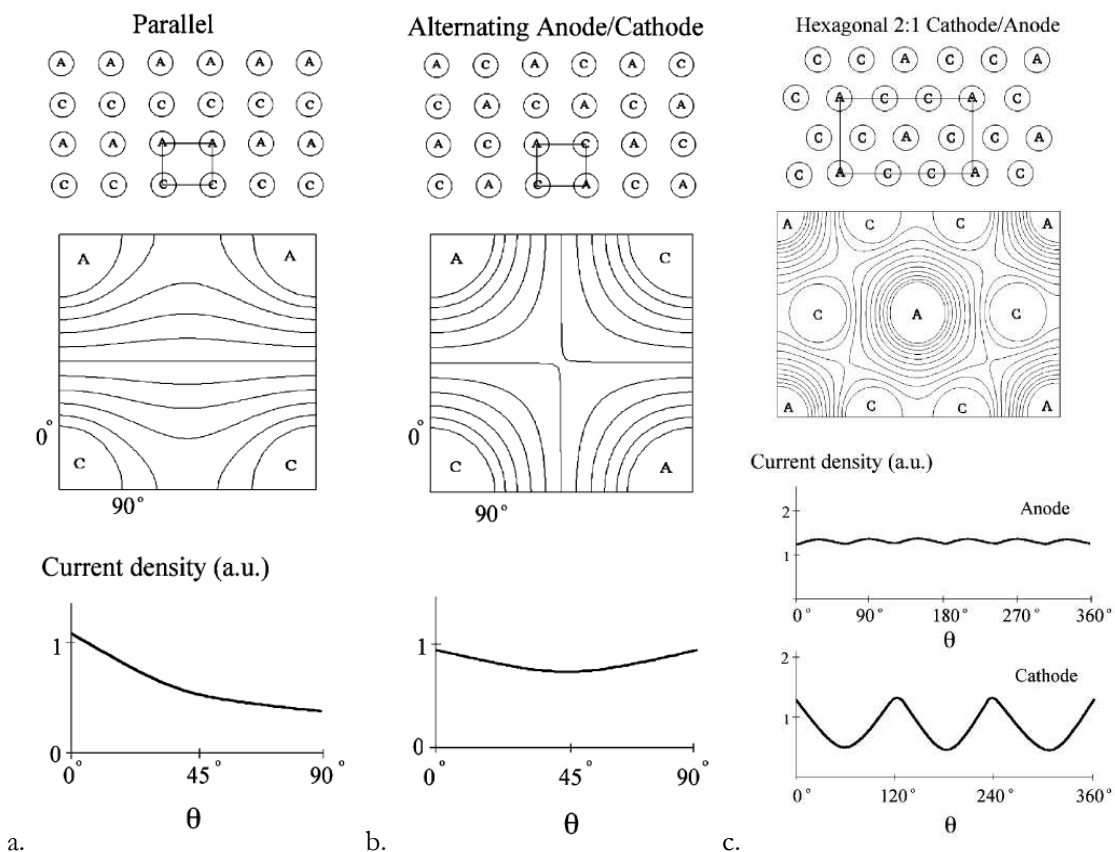 Parallel
A A A A A A
C C C C C C
A A A A A A
C C C C C C
A A
0°
C C
90°
Current density (a.u.)
1
0
0° 45° 90°
θ
a.
Alternating Anode/Cathode
A C A C A C
C A C A C A
A C A C A C
C A C A C A
A C
0°
C A
90°
1
0
0° 45° 90°
θ
b.
Hexagonal 2:1 Cathode/Anode
C C A C C A
C A C C A C
C C A C C A
C A C C A C
A C C A
C A C
A C C A
Current density (a.u.)
2
Anode
1
0° 90° 180° 270° 360°
θ
2
Cathode
1
0° 120° 240° 360°
θ
c.